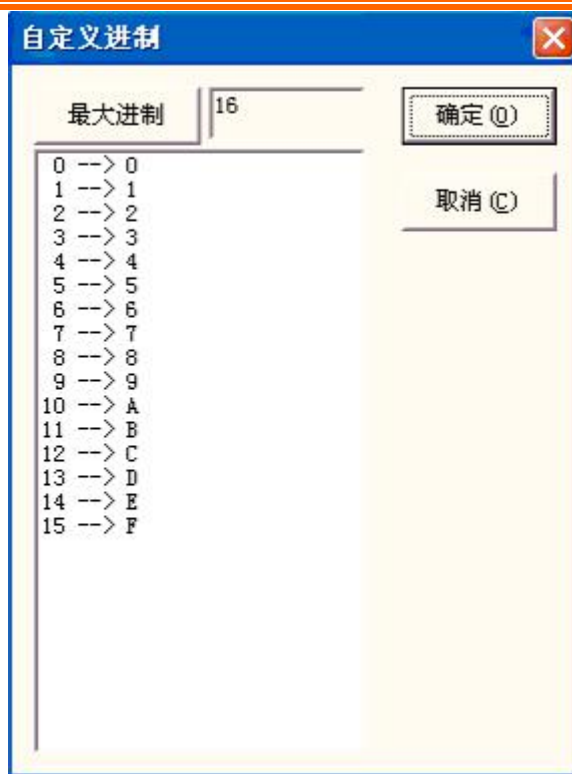 自定义进制
最大进制 16 确定(O)
取消(C)
0 --> 0
1 --> 1
2 --> 2
3 --> 3
4 --> 4
5 --> 5
6 --> 6
7 --> 7
8 --> 8
9 --> 9
10 --> A
11 --> B
12 --> C
13 --> D
14 --> E
15 --> F